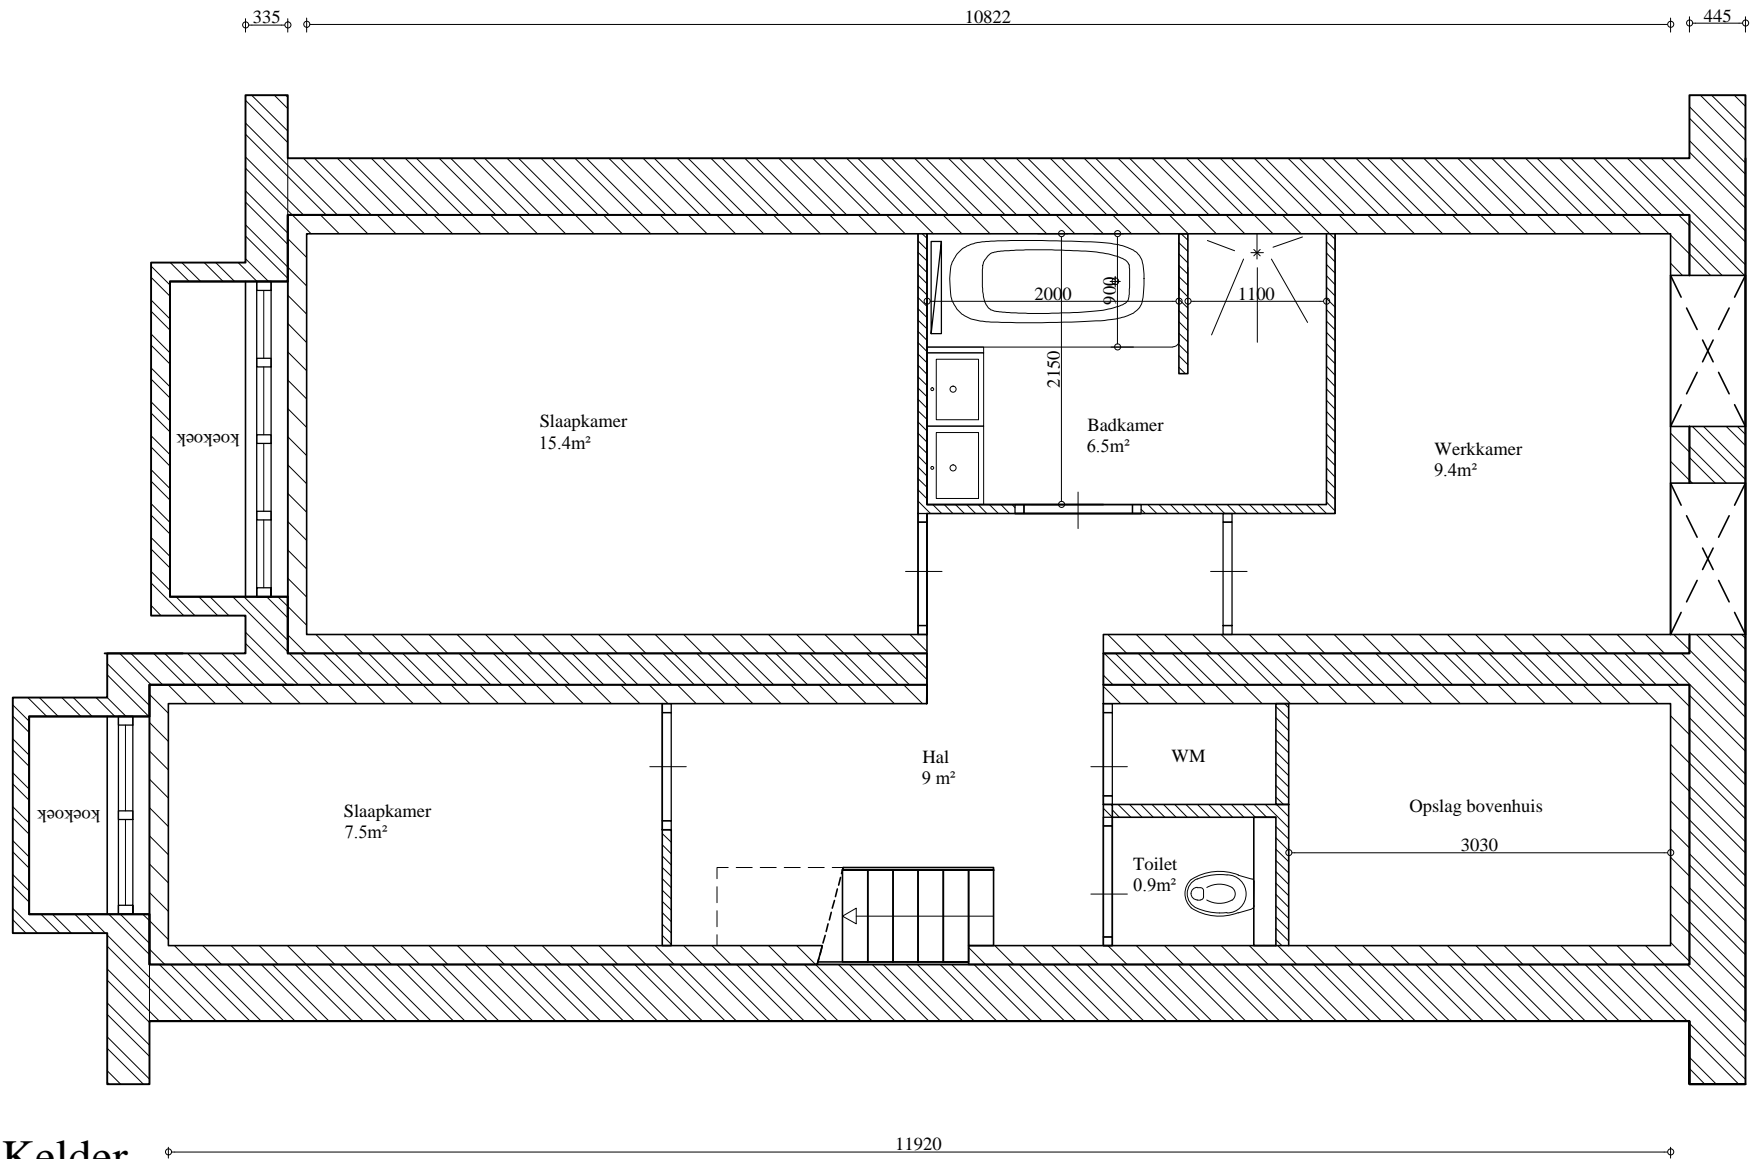 335
10822
445
2000
900
1100
2150
Slaapkamer
15.4m²
Badkamer
6.5m²
Werkkamer
9.4m²
koekoek
Hal
9 m²
WM
Slaapkamer
7.5m²
koekoek
Opslag bovenhuis
3030
Toilet
0.9m²
11920
Kelder